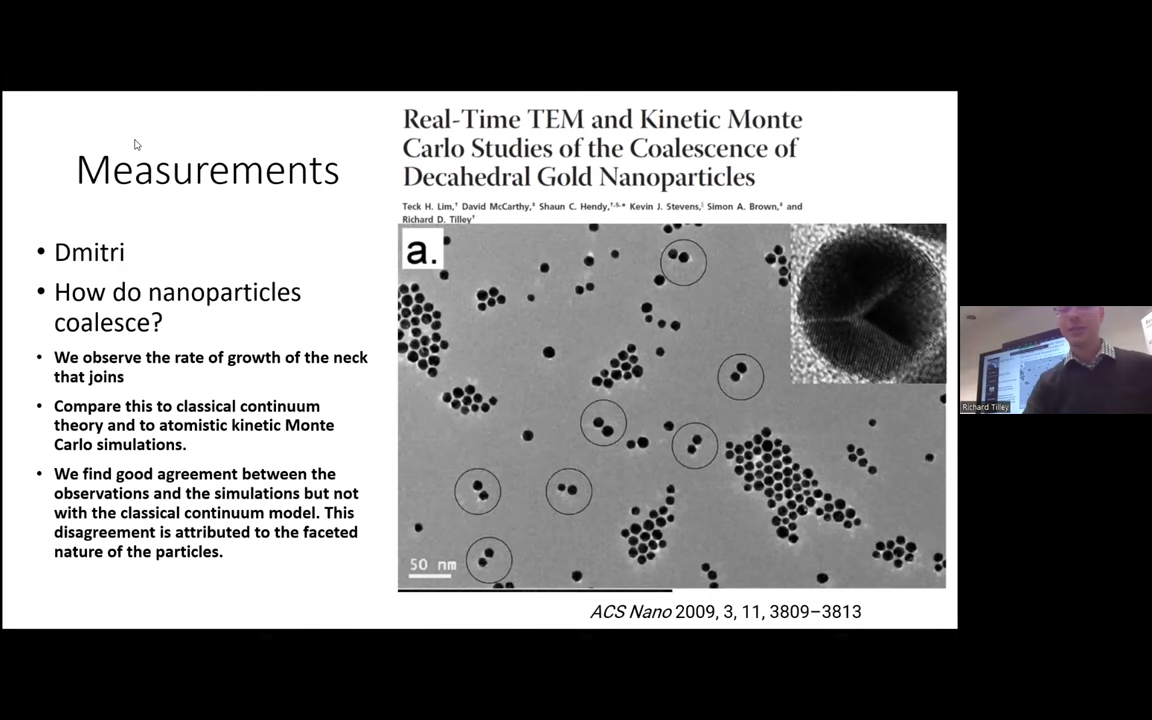 Measurements
• Dmitri
• How do nanoparticles
coalesce?
• We observe the rate of growth of the neck
that joins
• Compare this to classical continuum
theory and to atomistic kinetic Monte
Carlo simulations.
• We find good agreement between the
observations and the simulations but not
with the classical continuum model. This
disagreement is attributed to the faceted
nature of the particles.
Real-Time TEM and Kinetic Monte
Carlo Studies of the Coalescence of
Decahedral Gold Nanoparticles
Teck H. Lim,† David McCarthy,‡ Shaun C. Hendy,†,§,* Kevin J. Stevens,§ Simon A. Brown,‡ and
Richard D. Tilley†
a.
50 nm
ACS Nano 2009, 3, 11, 3809–3813
Richard Tilley